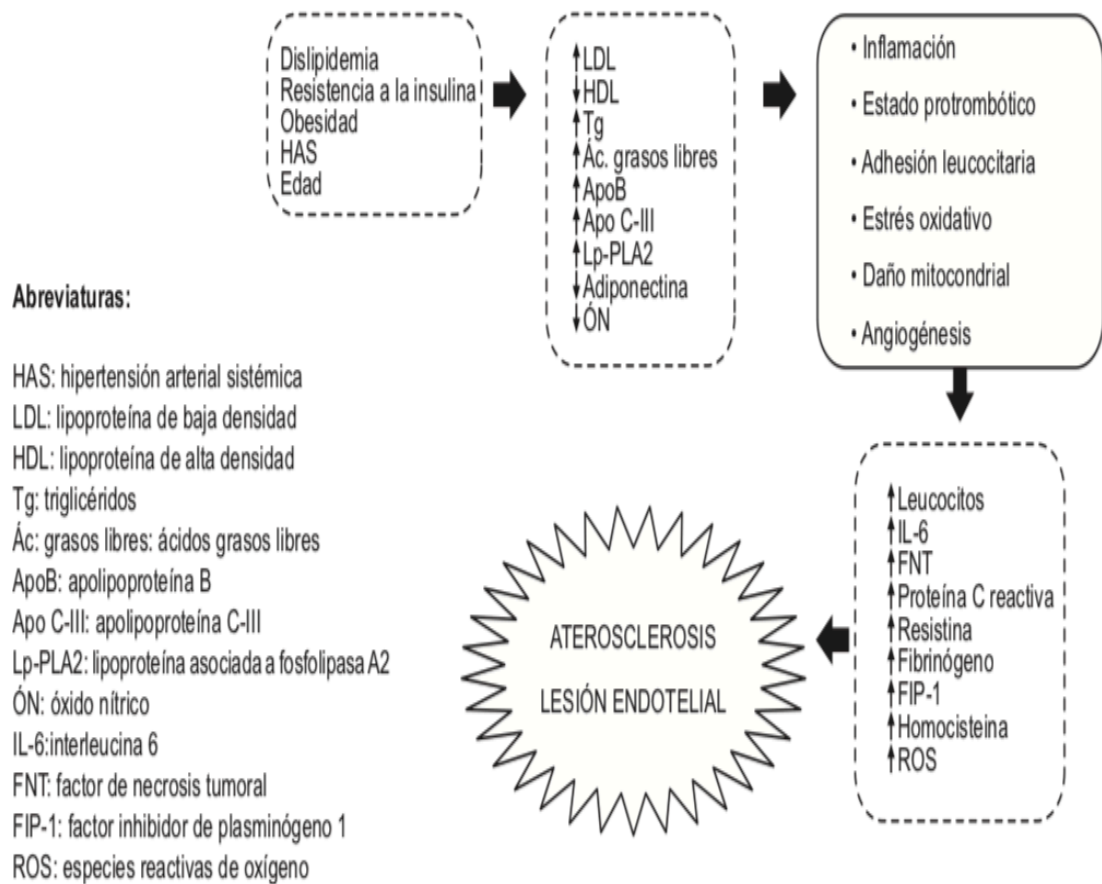 Dislipidemia
Resistencia a la insulina
Obesidad
HAS
Edad
↑LDL
↓HDL
↑Tg
↑Ác. grasos libres
↑ApoB
↑Apo C-III
↑Lp-PLA2
↓Adiponectina
↓ÓN
• Inflamación
• Estado protrombótico
• Adhesión leucocitaria
• Estrés oxidativo
• Daño mitocondrial
• Angiogénesis
↑Leucocitos
↑IL-6
↑FNT
↑Proteína C reactiva
↑Resistina
↑Fibrinógeno
↑FIP-1
↑Homocisteina
↑ROS
ATEROSCLEROSIS
LESIÓN ENDOTELIAL
Abreviaturas:
HAS: hipertensión arterial sistémica
LDL: lipoproteína de baja densidad
HDL: lipoproteína de alta densidad
Tg: triglicéridos
Ác: grasos libres: ácidos grasos libres
ApoB: apolipoproteína B
Apo C-III: apolipoproteína C-III
Lp-PLA2: lipoproteína asociada a fosfolipasa A2
ÓN: óxido nítrico
IL-6:interleucina 6
FNT: factor de necrosis tumoral
FIP-1: factor inhibidor de plasminógeno 1
ROS: especies reactivas de oxígeno